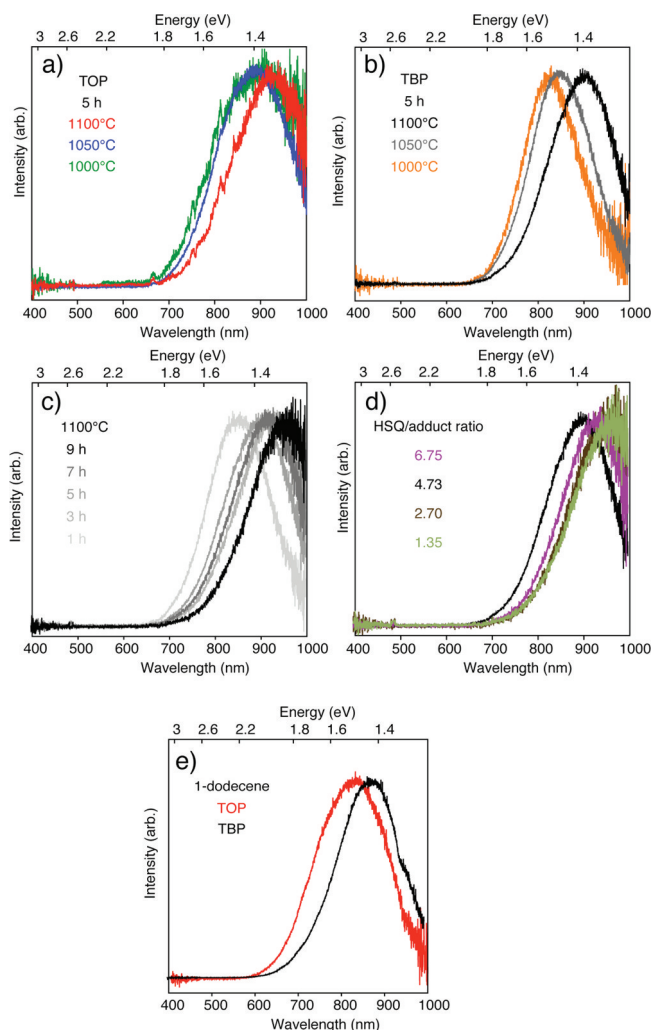 Energy (eV)
3 2.6 2.2 1.8 1.6 1.4
a)
TOP
5 h
1100°C
1050°C
1000°C
Intensity (arb.)
400 500 600 700 800 900 1000
Wavelength (nm)
Energy (eV)
3 2.6 2.2 1.8 1.6 1.4
b)
TBP
5 h
1100°C
1050°C
1000°C
Intensity (arb.)
400 500 600 700 800 900 1000
Wavelength (nm)
Energy (eV)
3 2.6 2.2 1.8 1.6 1.4
c)
1100°C
9 h
7 h
5 h
3 h
1 h
Intensity (arb.)
400 500 600 700 800 900 1000
Wavelength (nm)
Energy (eV)
3 2.6 2.2 1.8 1.6 1.4
d)
HSQ/adduct ratio
6.75
4.73
2.70
1.35
Intensity (arb.)
400 500 600 700 800 900 1000
Wavelength (nm)
Energy (eV)
3 2.6 2.2 1.8 1.6 1.4
e)
1-dodecene
TOP
TBP
Intensity (arb.)
400 500 600 700 800 900 1000
Wavelength (nm)